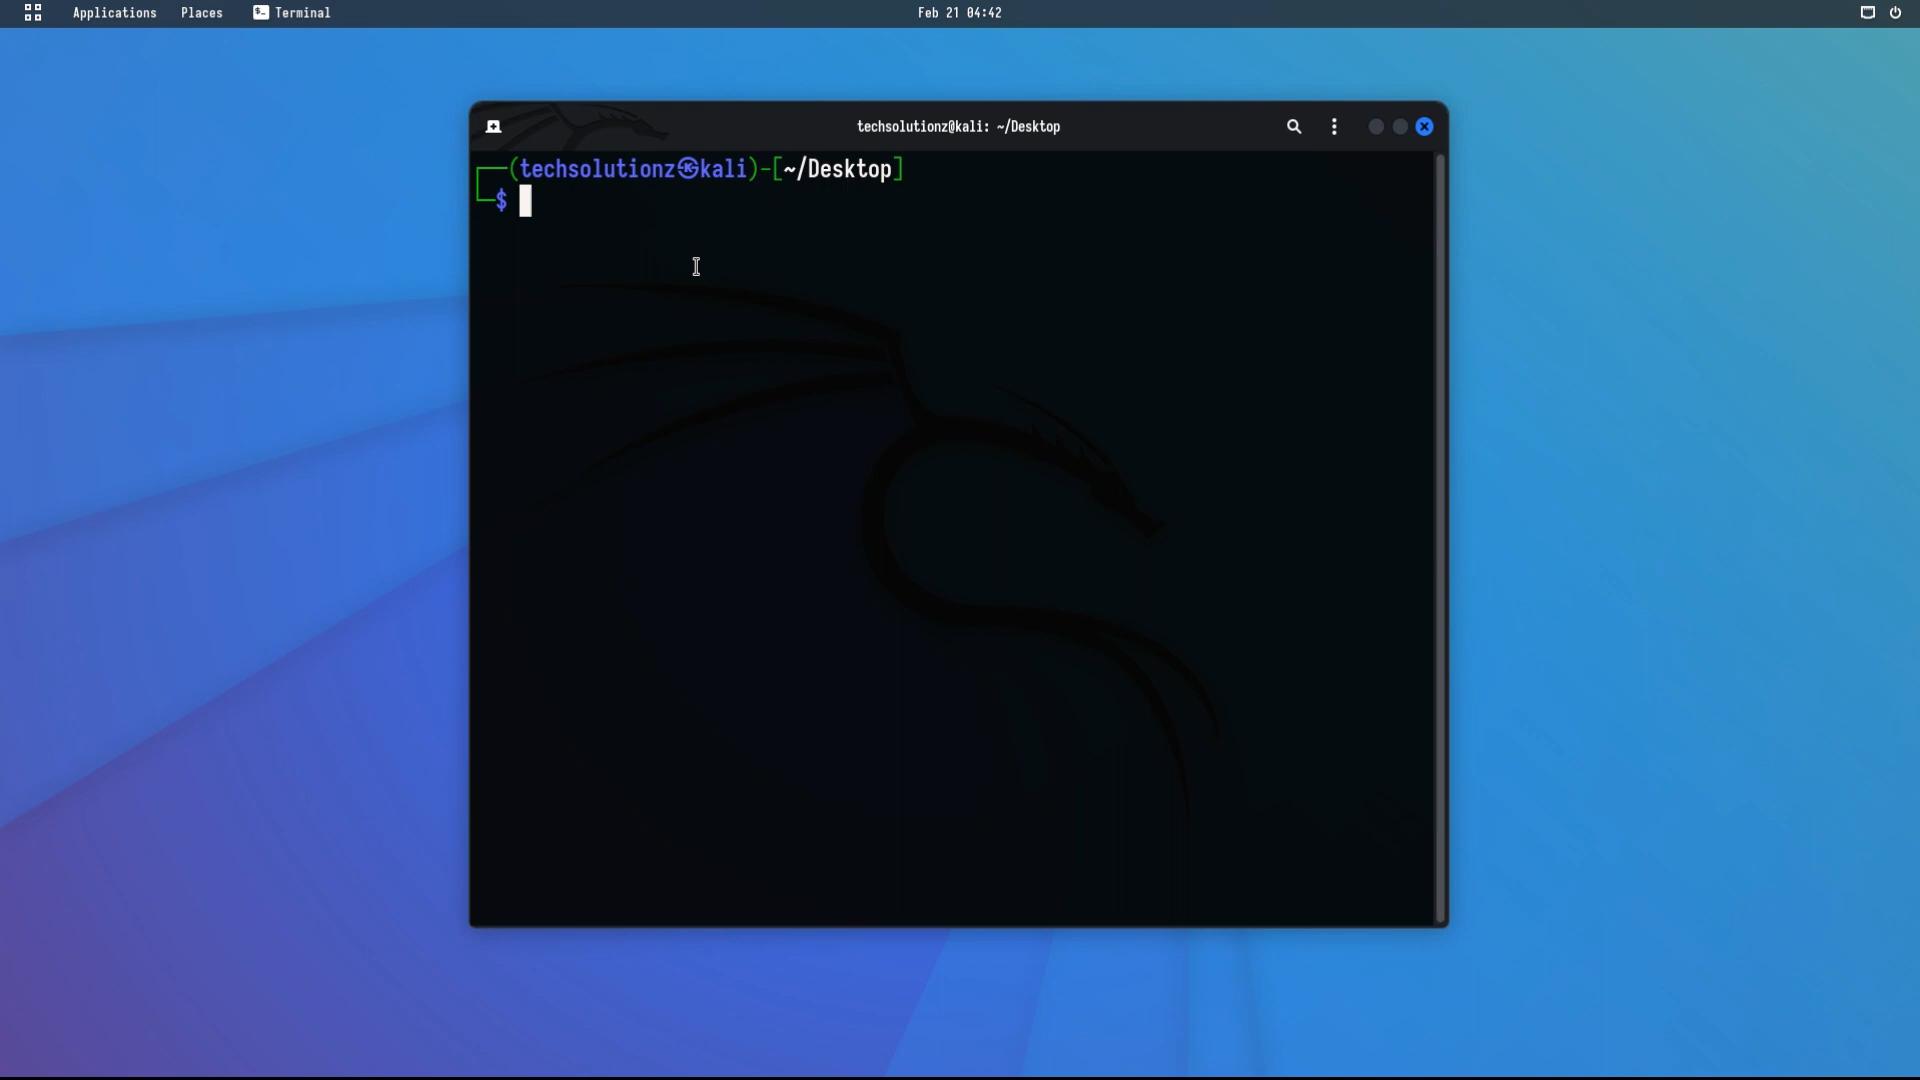 Applications Places Terminal Feb 21 04:42
techsolutionz@kali: ~/Desktop
┌──(techsolutionz㉿kali)-[~/Desktop]
└─$